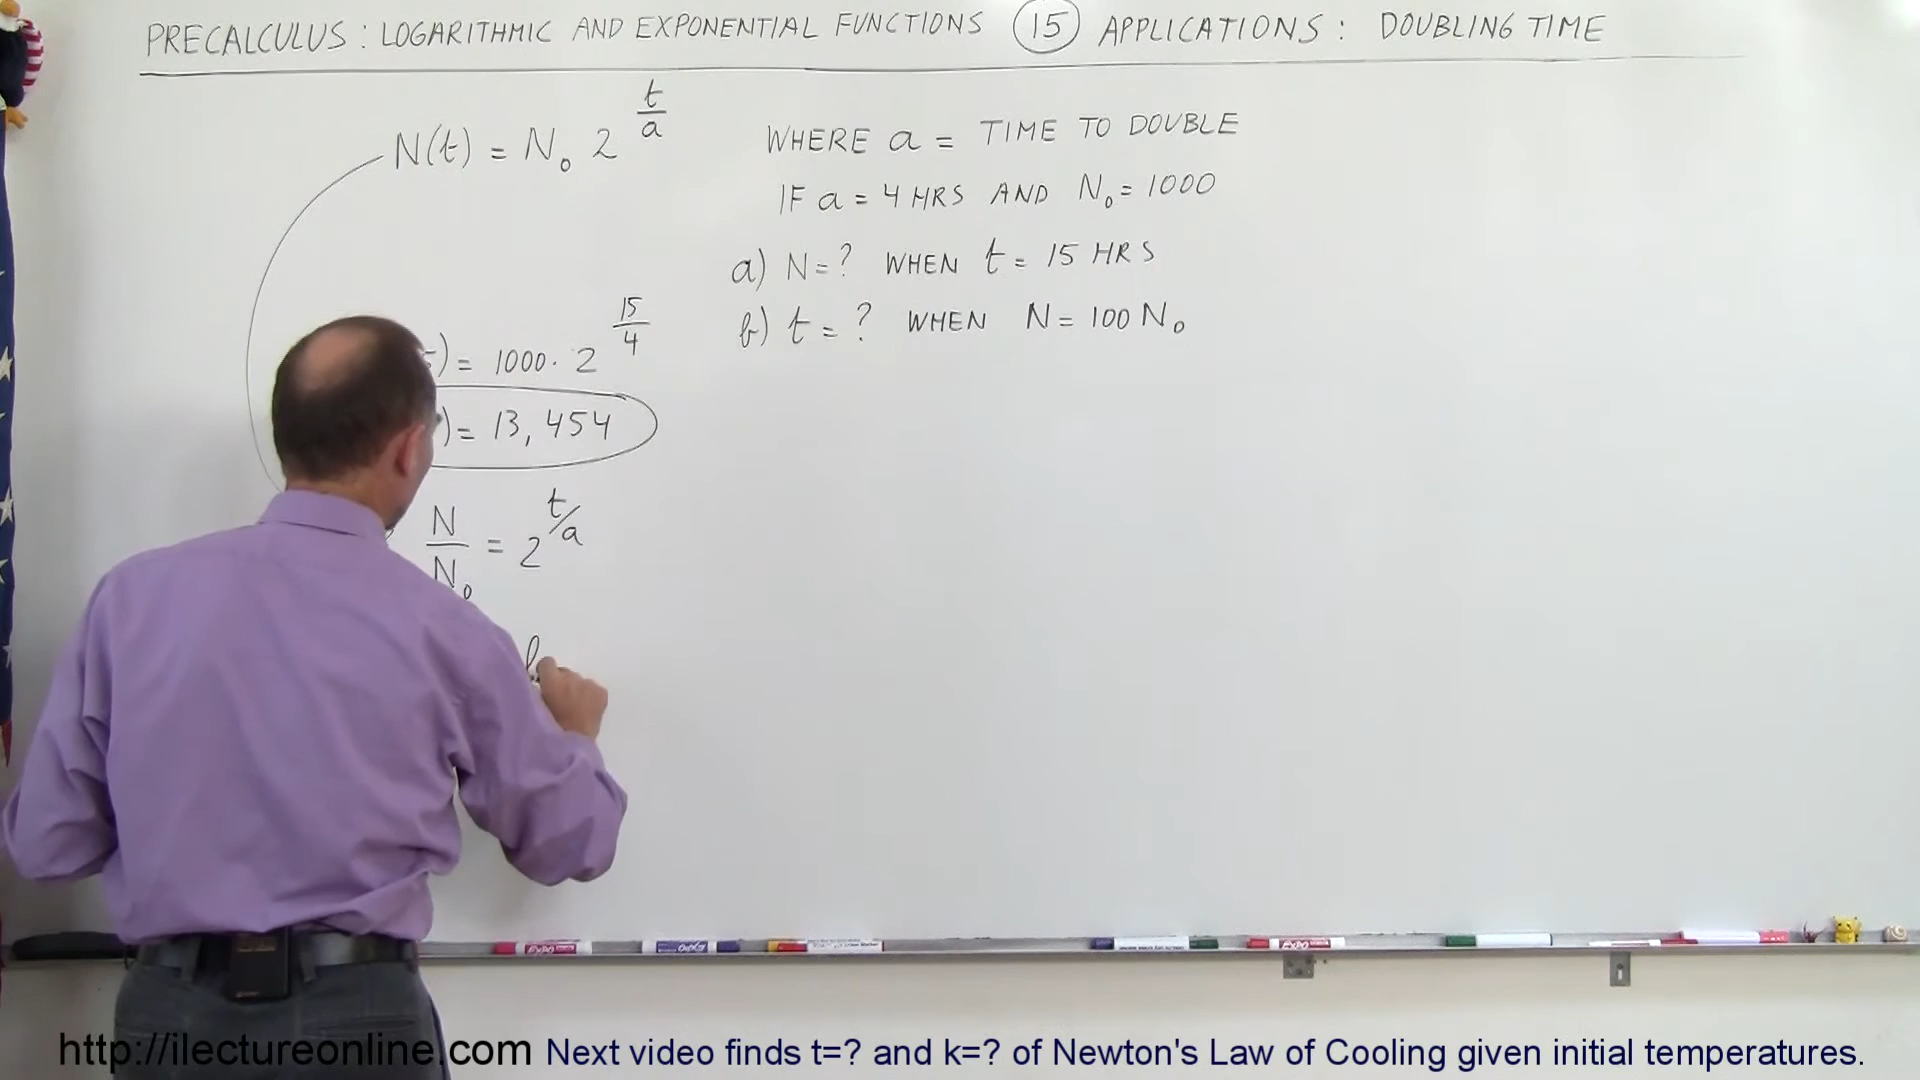 PRECALCULUS: LOGARITHMIC AND EXPONENTIAL FUNCTIONS 15 APPLICATIONS: DOUBLING TIME
N(t) = N₀ 2^(t/a)
WHERE a = TIME TO DOUBLE
IF a = 4 HRS AND N₀ = 1000
a) N = ? WHEN t = 15 HRS
b) t = ? WHEN N = 100 N₀
) = 1000 · 2^(15/4)
) = 13,454
N/N₀ = 2^(t/a)
EXPO
EXPO
http://ilectureonline.com Next video finds t=? and k=? of Newton's Law of Cooling given initial temperatures.